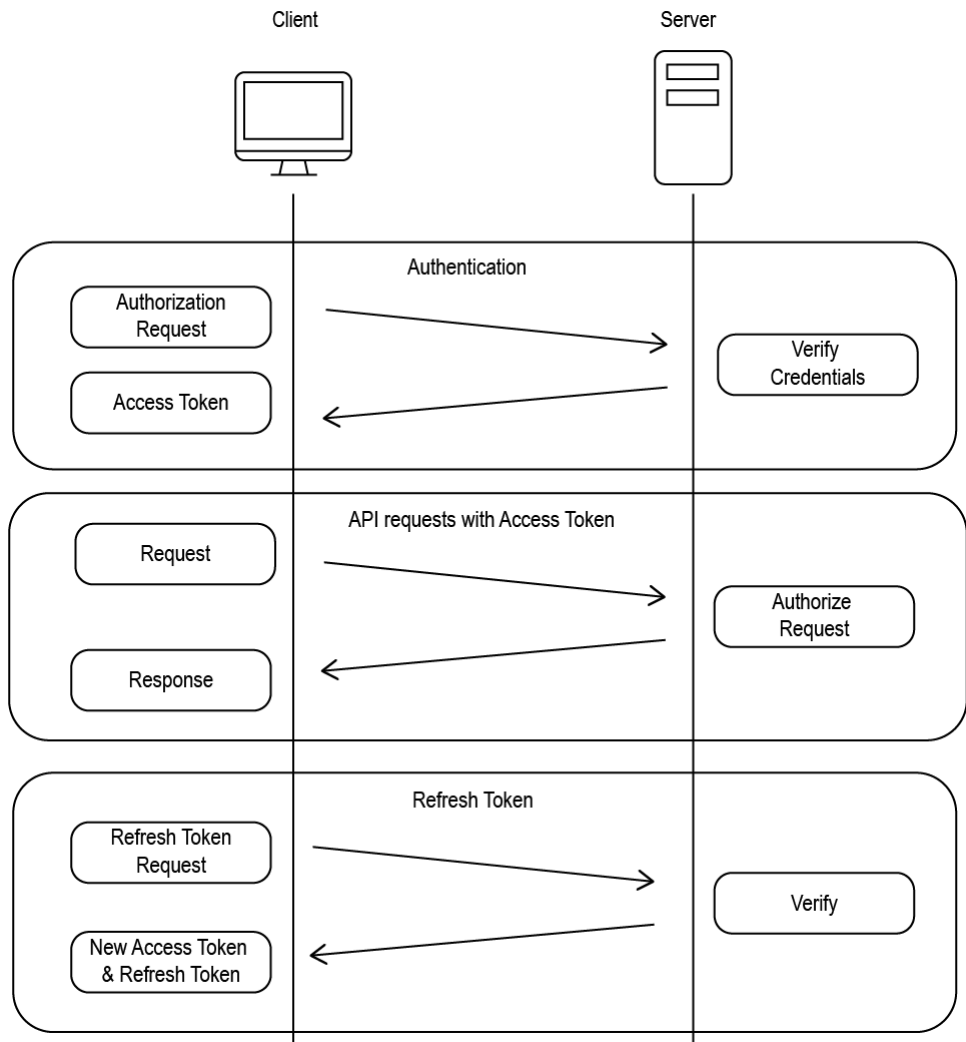 Client
Server
Authentication
Authorization
Request
Verify
Credentials
Access Token
API requests with Access Token
Request
Authorize
Request
Response
Refresh Token
Refresh Token
Request
Verify
New Access Token
& Refresh Token